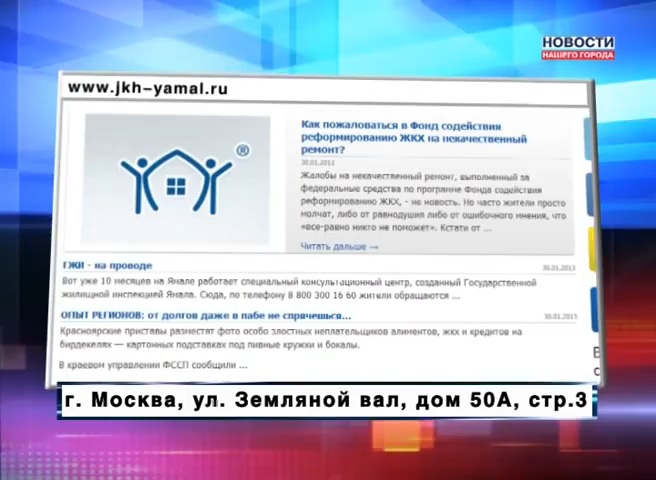 НОВОСТИ
НАШЕГО ГОРОДА
www.jkh-yamal.ru
Как пожаловаться в Фонд содействия
реформированию ЖКХ на некачественный
ремонт?
30.01.2013
Жалобы на некачественный ремонт, выполненный за
федеральные средства по программе Фонда содействия
реформированию ЖКХ, - не новость. Но часто жители просто
молчат, либо от равнодушия либо от ошибочного мнения, что
«все-равно никто не поможет». Кстати от ...
Читать дальше →
®
ГЖИ - на проводе
30.01.2013
Вот уже 10 месяцев на Ямале работает специальный консультационный центр, созданный Государственной
жилищной инспекцией Ямала. Сюда, по телефону 8 800 300 16 60 жители обращаются ...
ОПЫТ РЕГИОНОВ: от долгов даже в пабе не спрячешься...
30.01.2013
Красноярские приставы разместят фото особо злостных неплательщиков алиментов, жкх и кредитов на
бирдекелях — картонных подставках под пивные кружки и бокалы.
В краевом управлении ФССП сообщили ...
г. Москва, ул. Земляной вал, дом 50А, стр.3